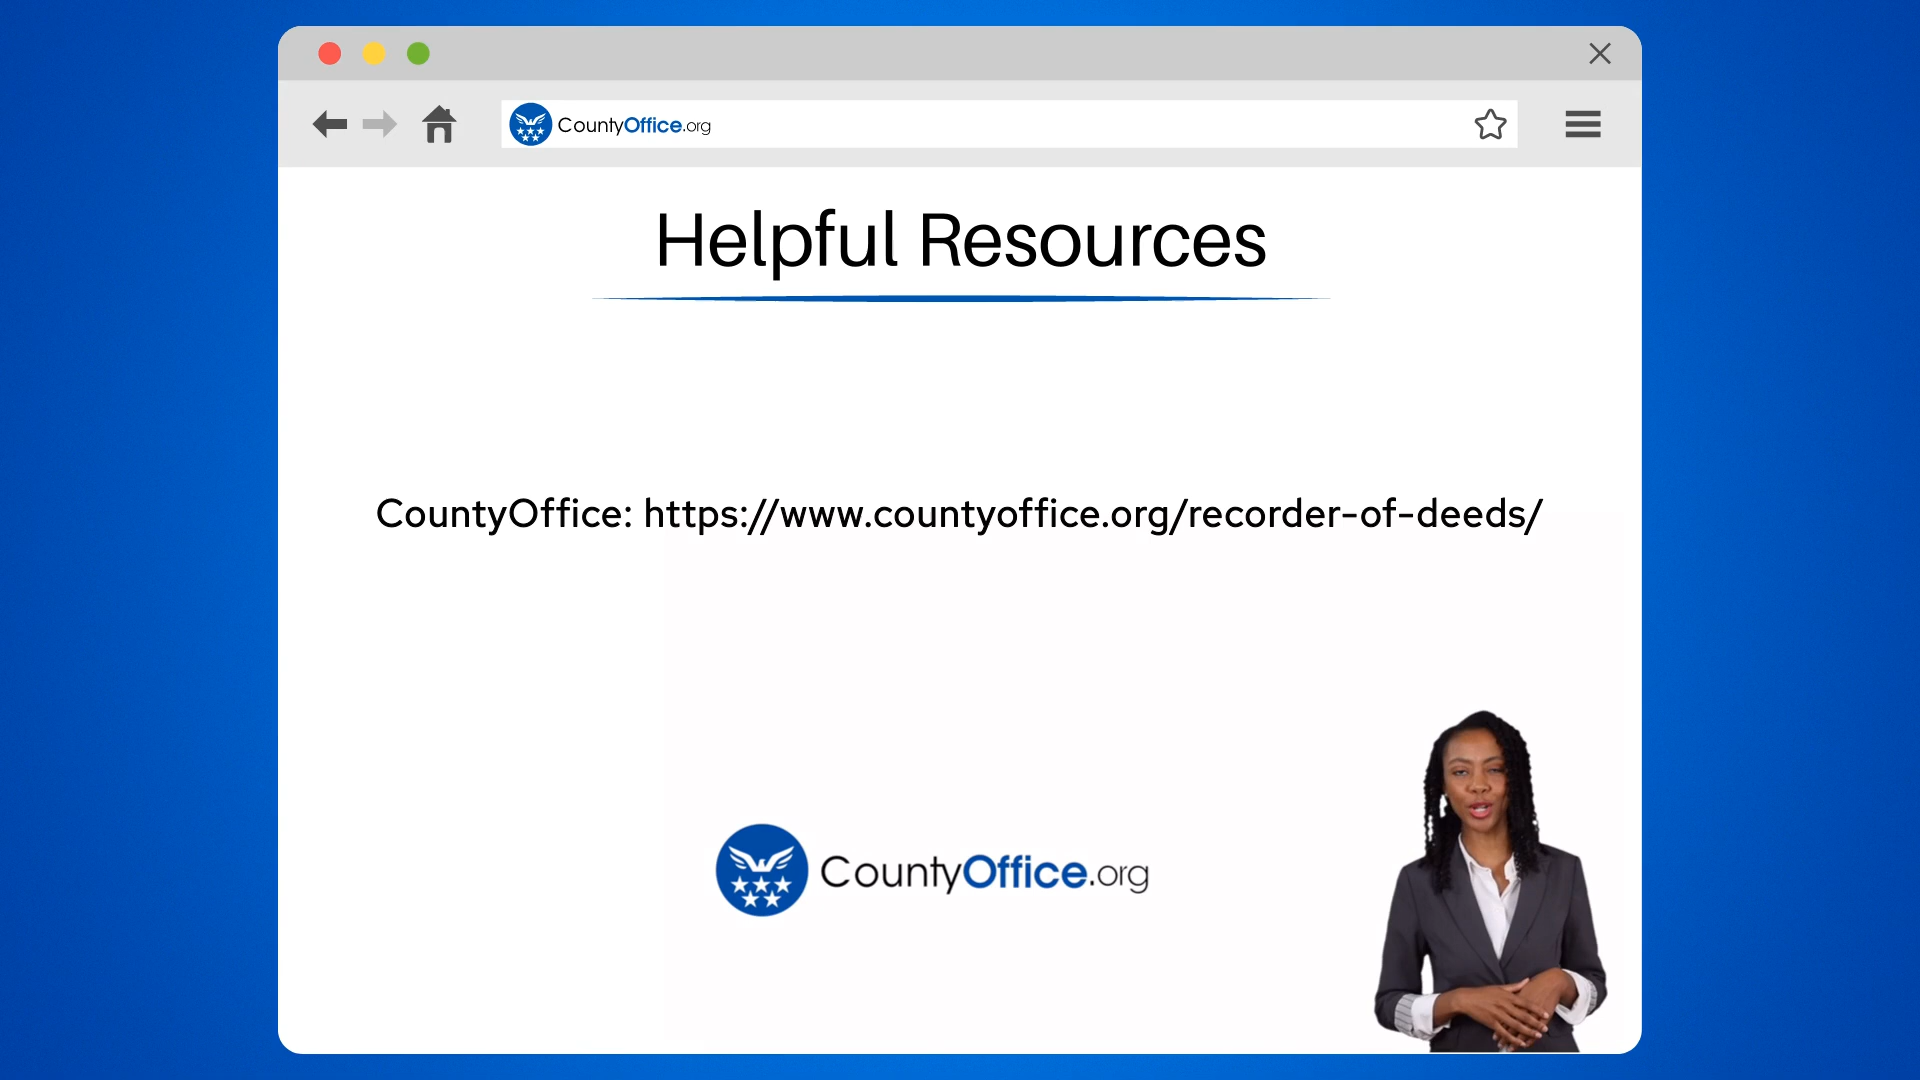 CountyOffice.org
Helpful Resources
CountyOffice: https://www.countyoffice.org/recorder-of-deeds/
CountyOffice.org